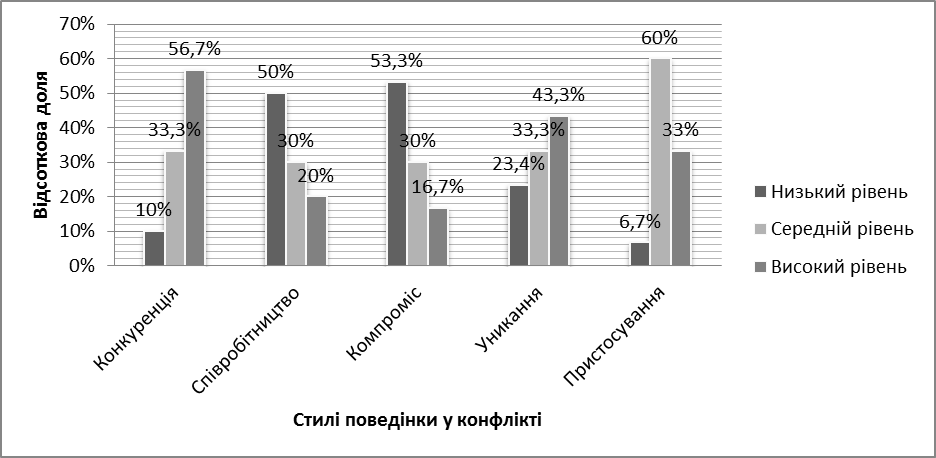 70%
60%
50%
40%
30%
20%
10%
0%
Відсоткова доля
10%
33,3%
56,7%
50%
30%
20%
53,3%
30%
16,7%
23,4%
33,3%
43,3%
6,7%
60%
33%
Конкуренція
Співробітництво
Компроміс
Уникання
Пристосування
Стилі поведінки у конфлікті
Низький рівень
Середній рівень
Високий рівень